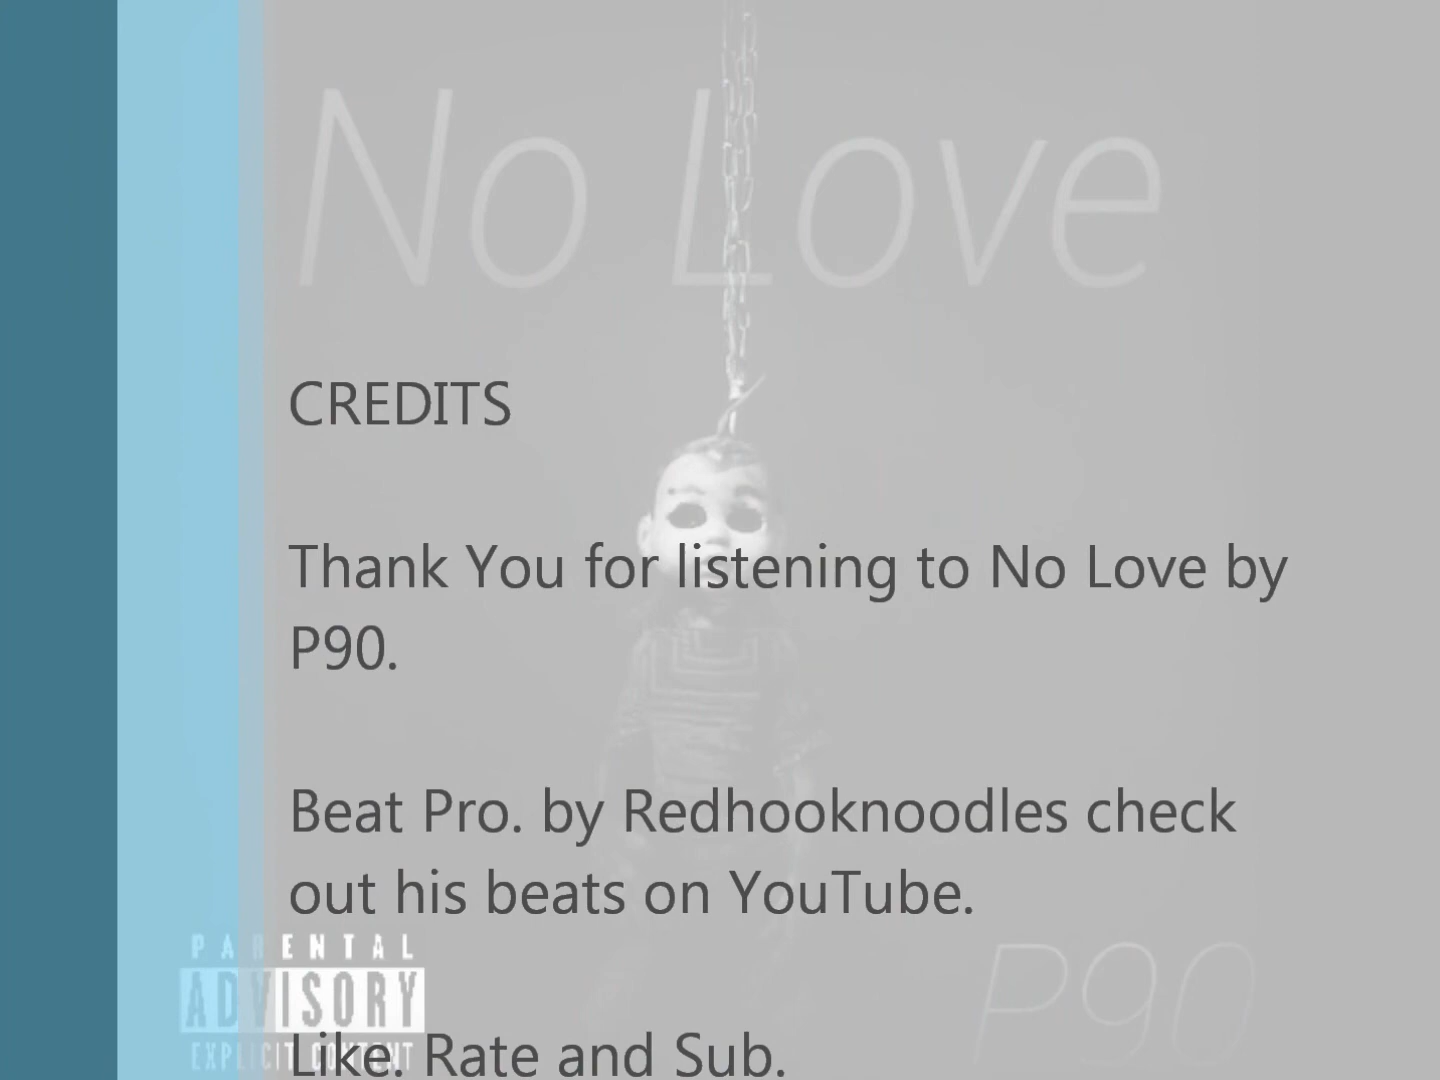 No Love
CREDITS
Thank You for listening to No Love by
P90.
Beat Pro. by Redhooknoodles check
out his beats on YouTube.
PARENTAL
ADVISORY
EXPLICIT CONTENT
P90
Like. Rate and Sub.